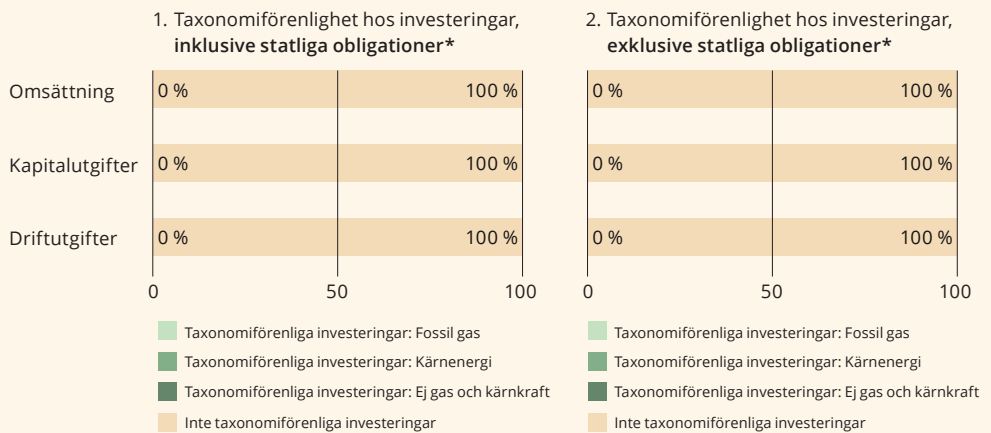 1. Taxonomiförenlighet hos investeringar,
inklusive statliga obligationer*
Omsättning
0 %
100 %
Kapitalutgifter
0 %
100 %
Driftutgifter
0 %
100 %
0
50
100
Taxonomiförenliga investeringar: Fossil gas
Taxonomiförenliga investeringar: Kärnenergi
Taxonomiförenliga investeringar: Ej gas och kärnkraft
Inte taxonomiförenliga investeringar
2. Taxonomiförenlighet hos investeringar,
exklusive statliga obligationer*
0 %
100 %
0 %
100 %
0 %
100 %
0
50
100
Taxonomiförenliga investeringar: Fossil gas
Taxonomiförenliga investeringar: Kärnenergi
Taxonomiförenliga investeringar: Ej gas och kärnkraft
Inte taxonomiförenliga investeringar